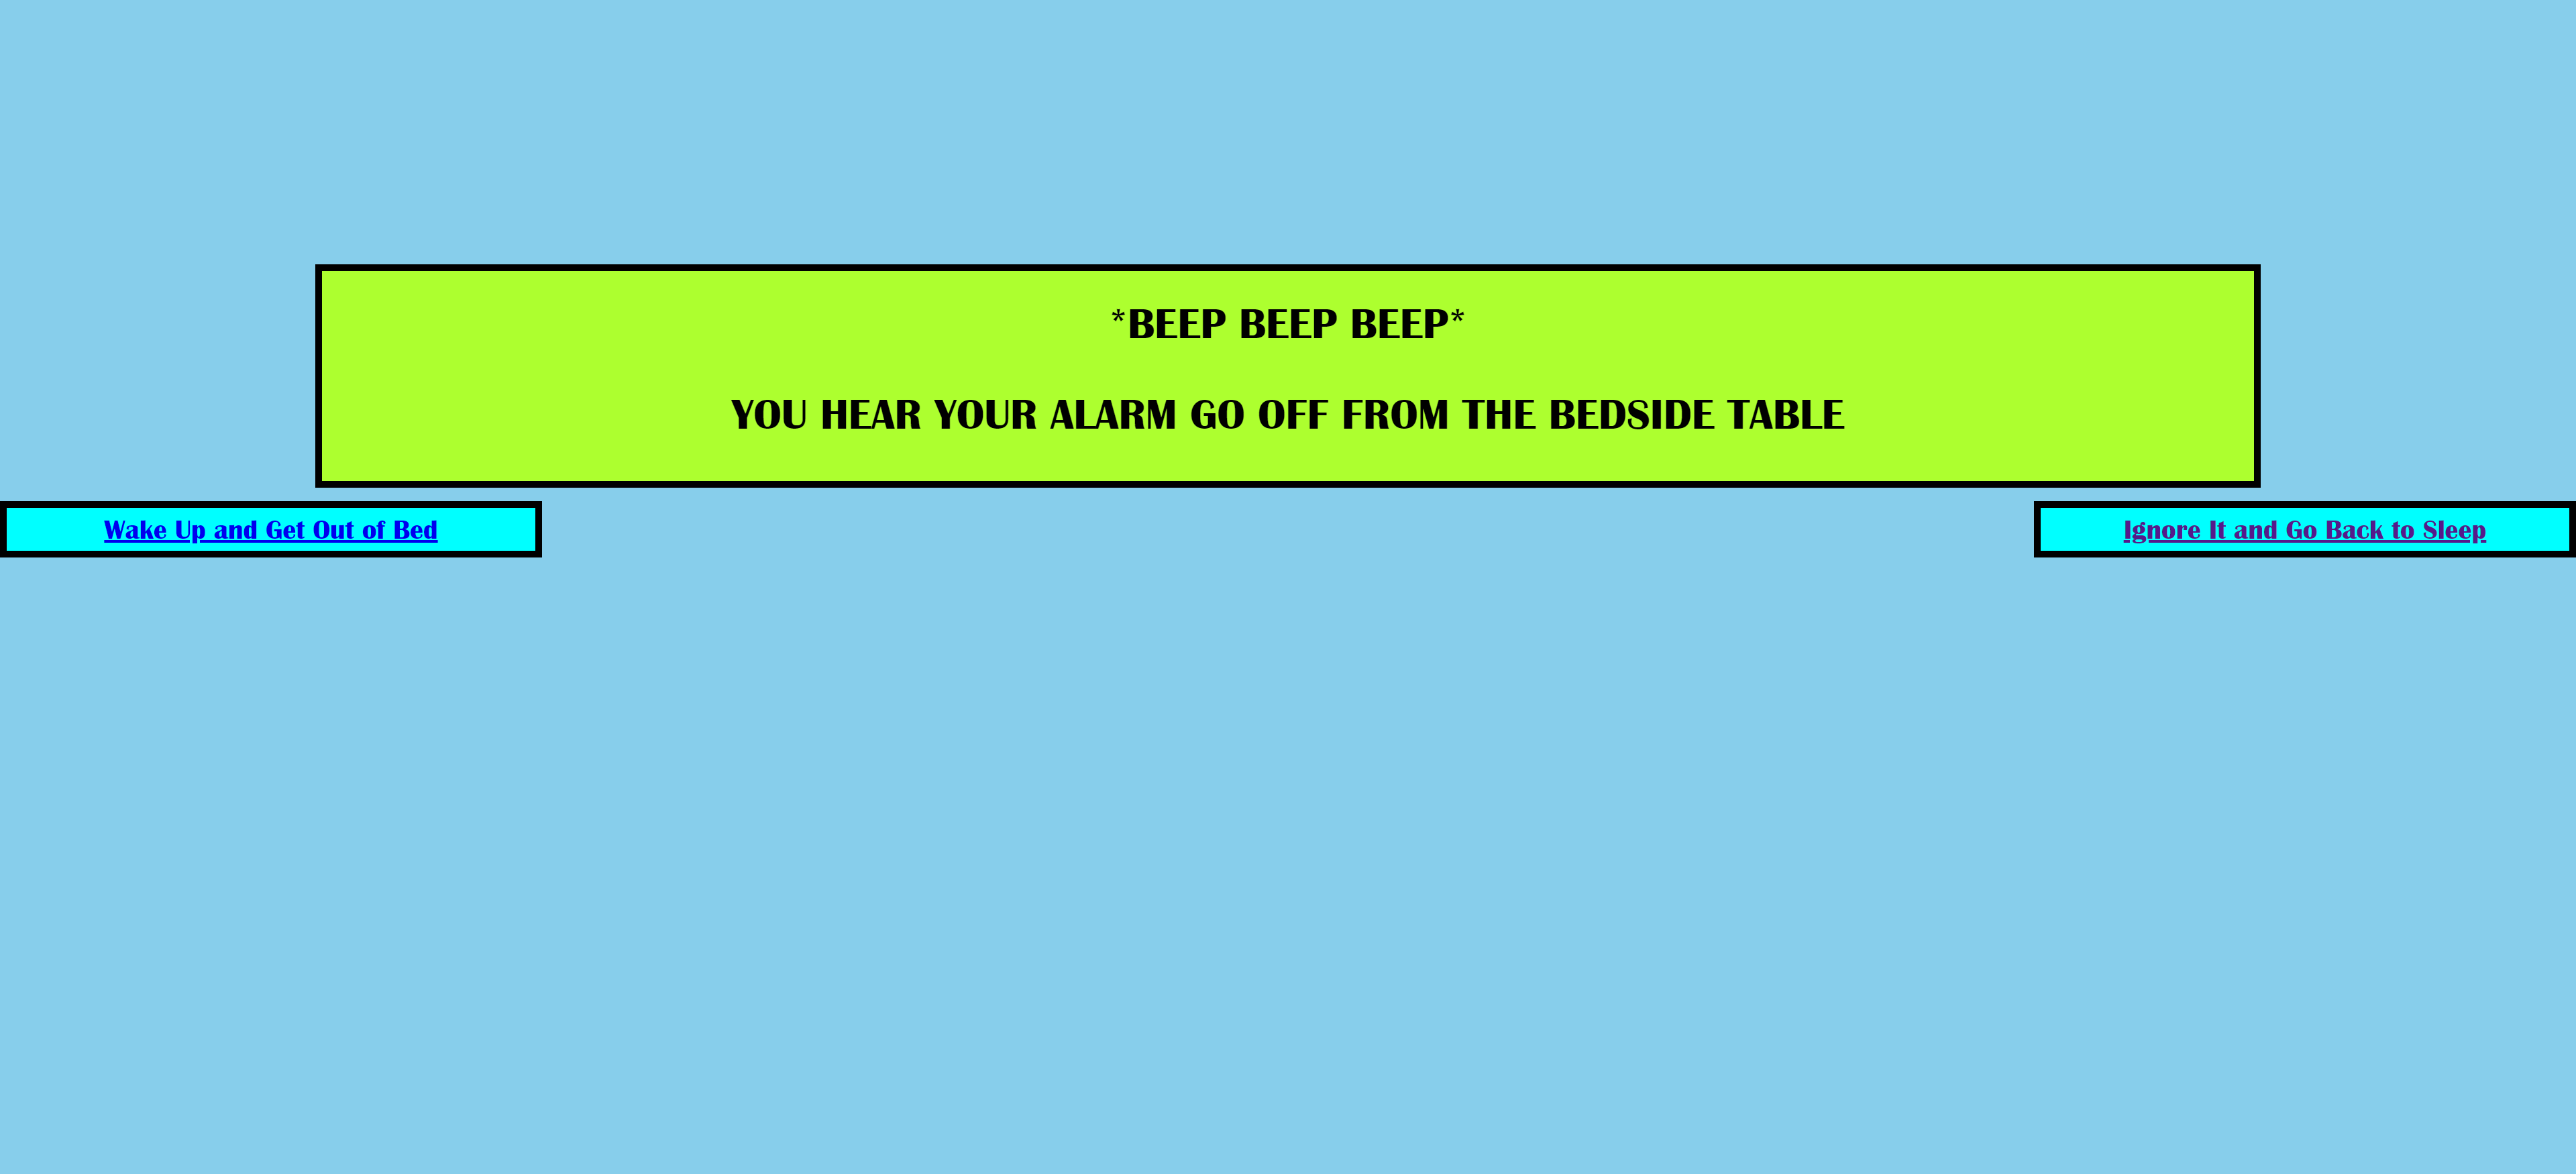 *BEEP BEEP BEEP*
YOU HEAR YOUR ALARM GO OFF FROM THE BEDSIDE TABLE
Wake Up and Get Out of Bed
Ignore It and Go Back to Sleep